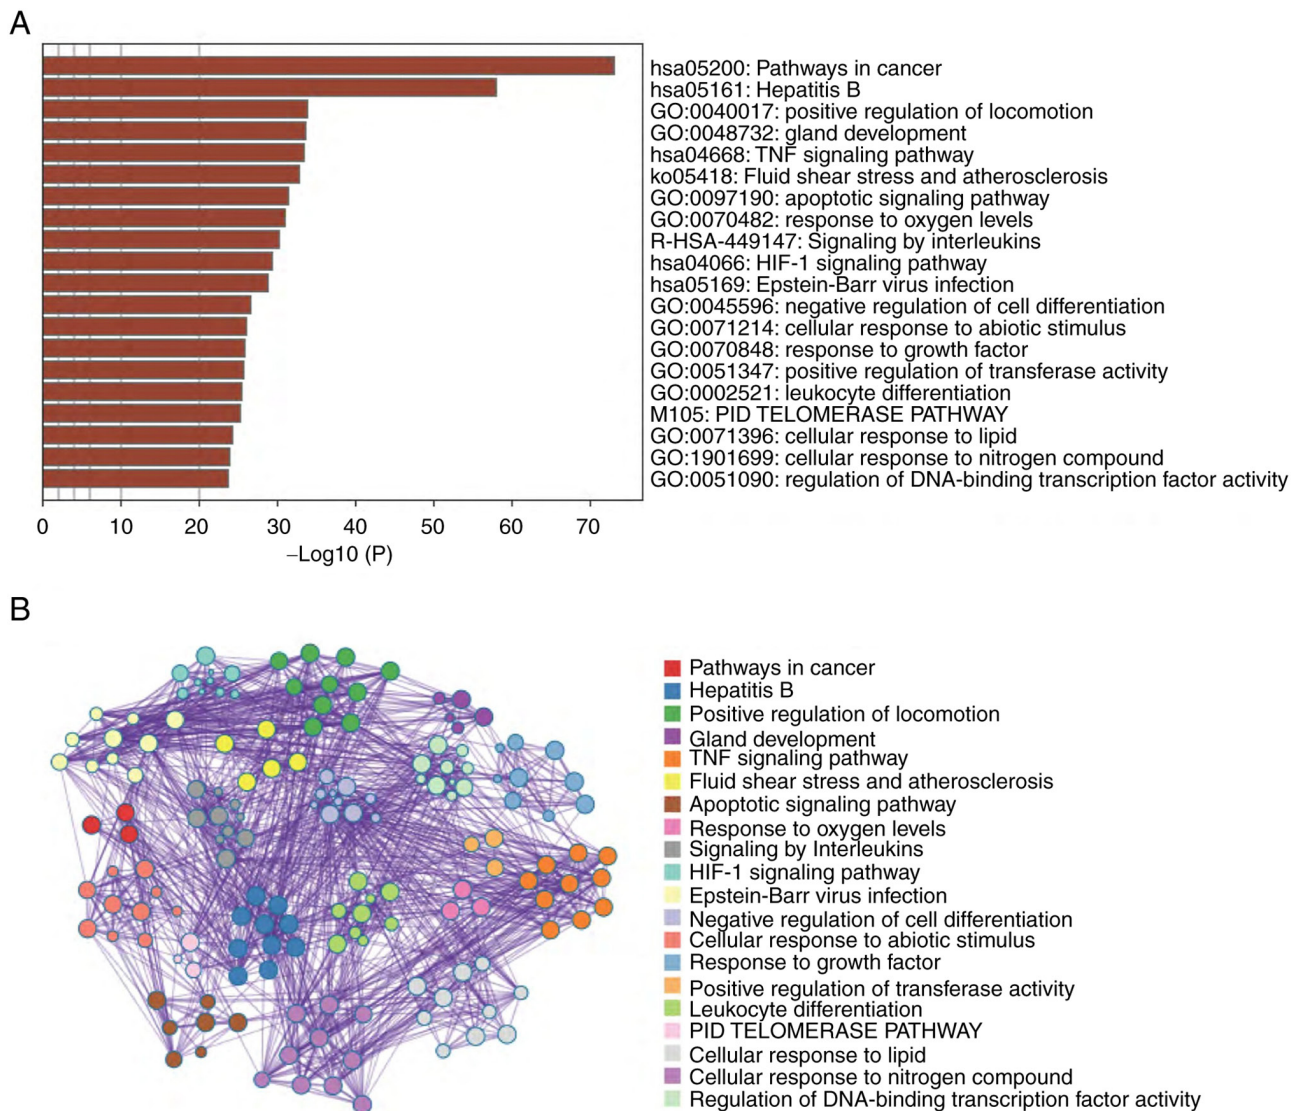 A
hsa05200: Pathways in cancer
hsa05161: Hepatitis B
GO:0040017: positive regulation of locomotion
GO:0048732: gland development
hsa04668: TNF signaling pathway
ko05418: Fluid shear stress and atherosclerosis
GO:0097190: apoptotic signaling pathway
GO:0070482: response to oxygen levels
R-HSA-449147: Signaling by interleukins
hsa04066: HIF-1 signaling pathway
hsa05169: Epstein-Barr virus infection
GO:0045596: negative regulation of cell differentiation
GO:0071214: cellular response to abiotic stimulus
GO:0070848: response to growth factor
GO:0051347: positive regulation of transferase activity
GO:0002521: leukocyte differentiation
M105: PID TELOMERASE PATHWAY
GO:0071396: cellular response to lipid
GO:1901699: cellular response to nitrogen compound
GO:0051090: regulation of DNA-binding transcription factor activity
0 10 20 30 40 50 60 70
−Log10 (P)
B
Pathways in cancer
Hepatitis B
Positive regulation of locomotion
Gland development
TNF signaling pathway
Fluid shear stress and atherosclerosis
Apoptotic signaling pathway
Response to oxygen levels
Signaling by Interleukins
HIF-1 signaling pathway
Epstein-Barr virus infection
Negative regulation of cell differentiation
Cellular response to abiotic stimulus
Response to growth factor
Positive regulation of transferase activity
Leukocyte differentiation
PID TELOMERASE PATHWAY
Cellular response to lipid
Cellular response to nitrogen compound
Regulation of DNA-binding transcription factor activity